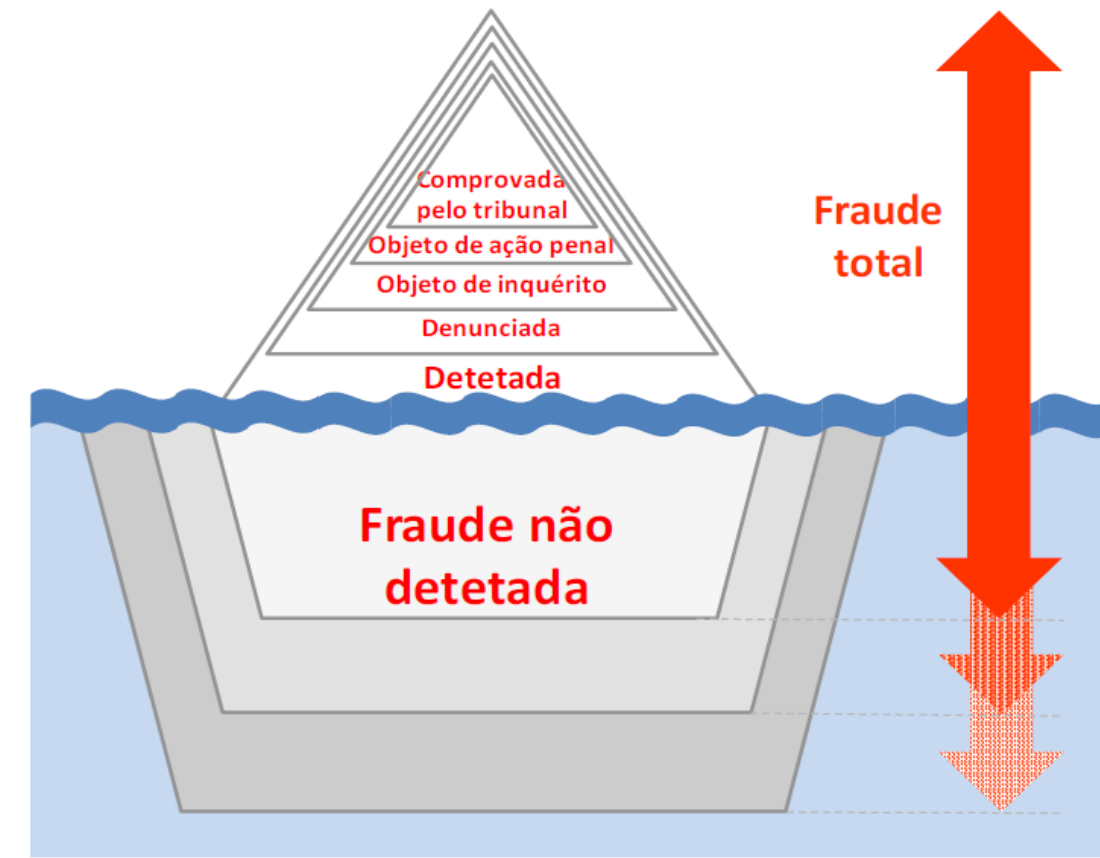 Comprovada
pelo tribunal
Objeto de ação penal
Objeto de inquérito
Denunciada
Detetada
Fraude não
detetada
Fraude
total